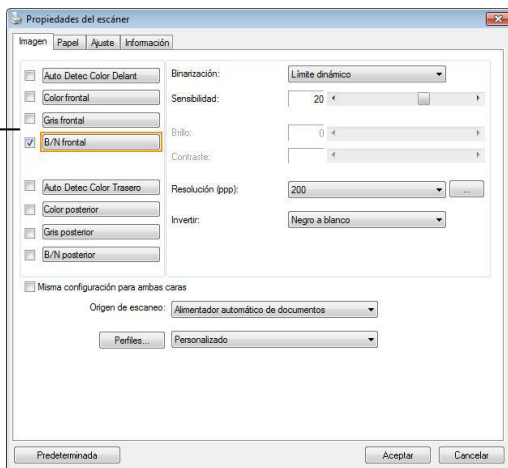 Propiedades del escáner
Imagen Papel Ajuste Información
Auto Detec Color Delant
Color frontal
Gris frontal
B/N frontal
Auto Detec Color Trasero
Color posterior
Gris posterior
B/N posterior
Binarización: Límite dinámico
Sensibilidad: 20
Brillo: 0
Contraste:
Resolución (ppp): 200 ...
Invertir: Negro a blanco
Misma configuración para ambas caras
Origen de escaneo: Alimentador automático de documentos
Perfiles... Personalizado
Predeterminada Aceptar Cancelar